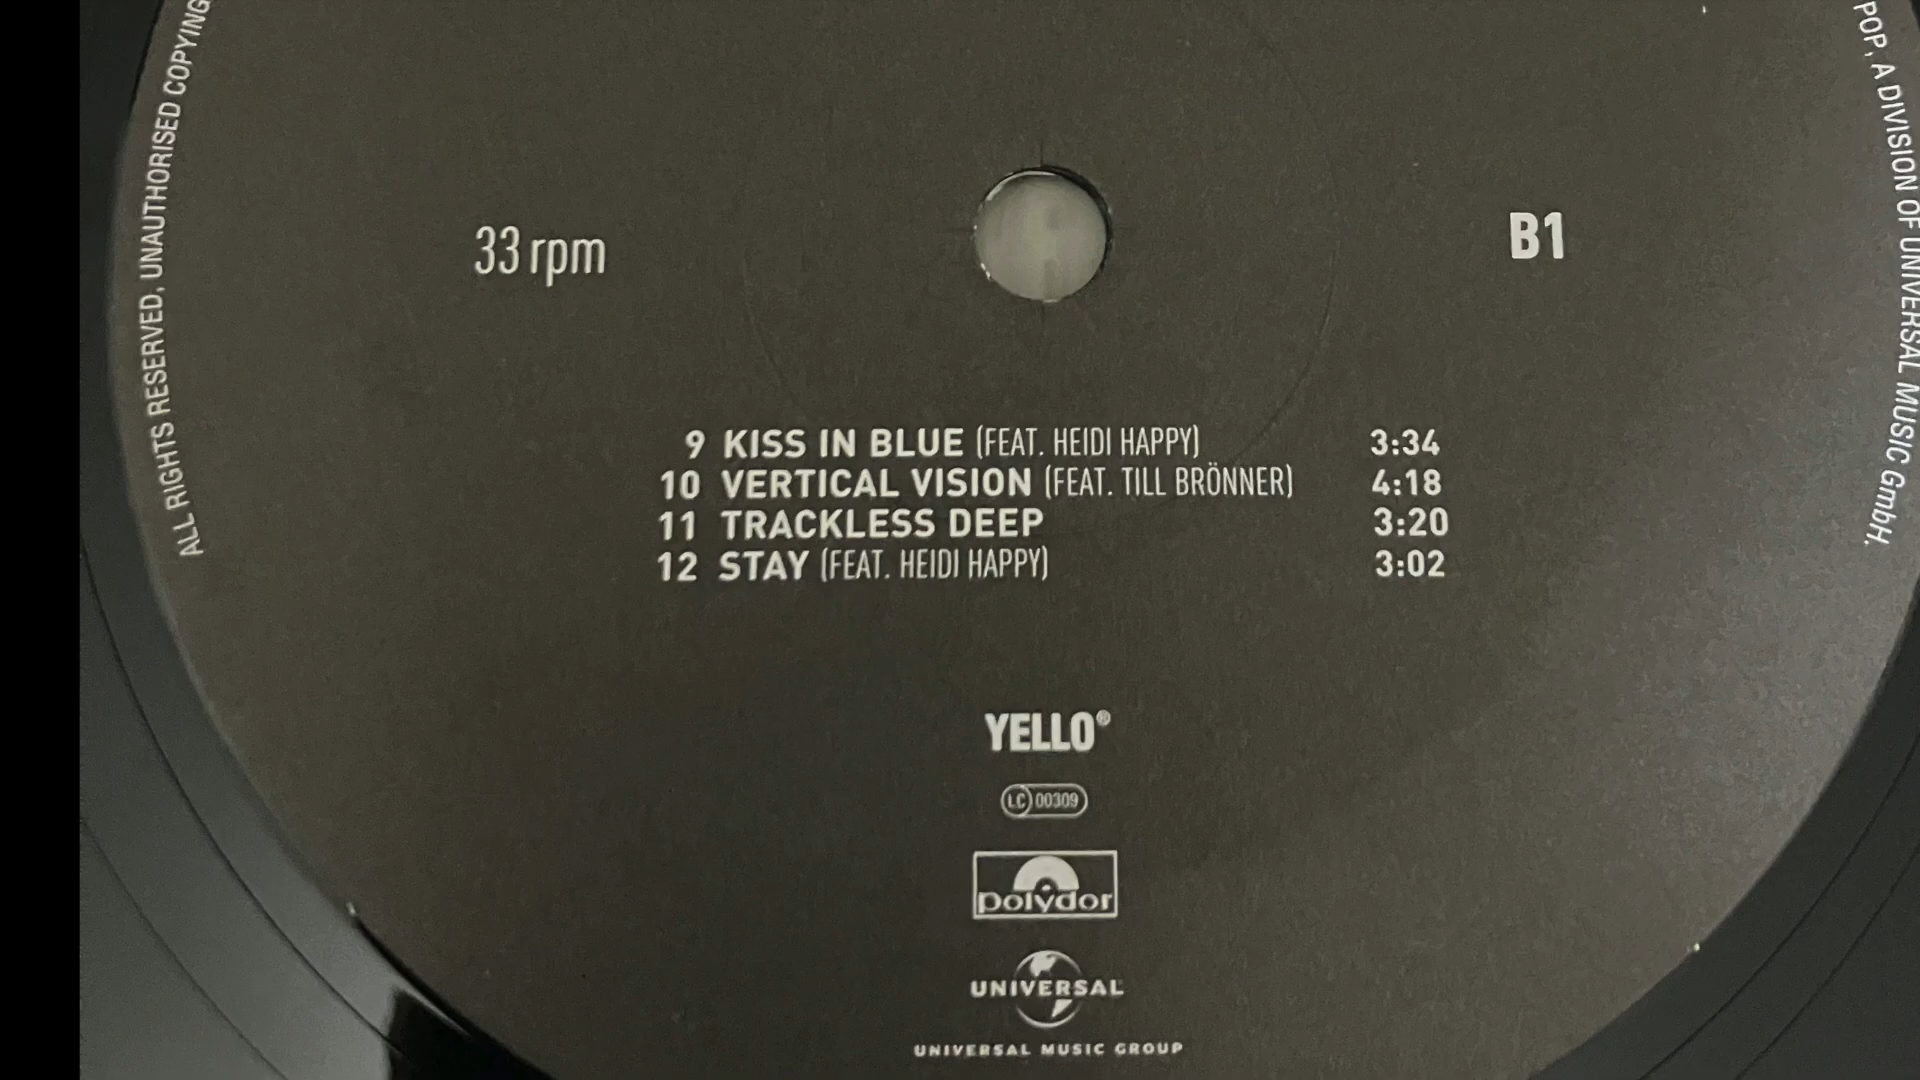 ALL RIGHTS RESERVED. UNAUTHORISED COPYING
POP, A DIVISION OF UNIVERSAL MUSIC GmbH.
33 rpm
B1
9 KISS IN BLUE (FEAT. HEIDI HAPPY) 3:34
10 VERTICAL VISION (FEAT. TILL BRÖNNER) 4:18
11 TRACKLESS DEEP 3:20
12 STAY (FEAT. HEIDI HAPPY) 3:02
YELLO®
LC 00309
polydor
UNIVERSAL
UNIVERSAL MUSIC GROUP